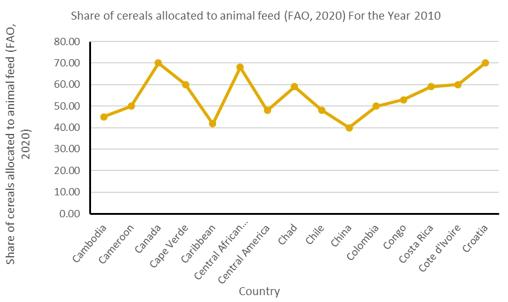 Share of cereals allocated to animal feed (FAO, 2020) For the Year 2010
Share of cereals allocated to animal feed (FAO,
2020)
80.00
70.00
60.00
50.00
40.00
30.00
20.00
10.00
0.00
Cambodia
Cameroon
Canada
Cape Verde
Caribbean
Central African...
Central America
Chad
Chile
China
Colombia
Congo
Costa Rica
Cote d'Ivoire
Croatia
Country